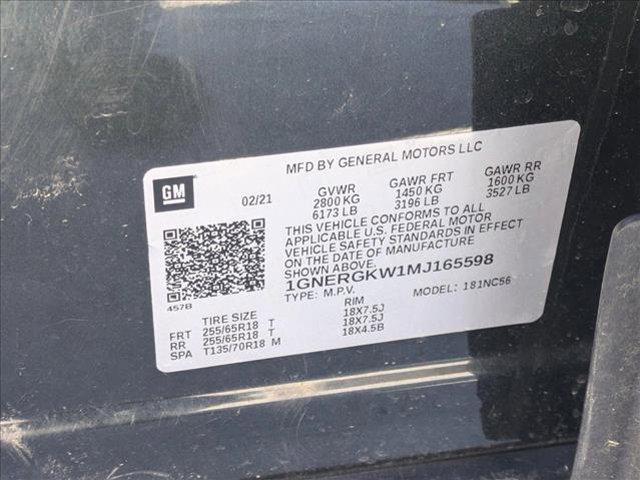 MFD BY GENERAL MOTORS LLC
GM
02/21
GVWR GAWR FRT GAWR RR
2800 KG 1450 KG 1600 KG
6173 LB 3196 LB 3527 LB
THIS VEHICLE CONFORMS TO ALL
APPLICABLE U.S. FEDERAL MOTOR
VEHICLE SAFETY STANDARDS IN EFFECT
ON THE DATE OF MANUFACTURE
SHOWN ABOVE.
1GNERGKW1MJ165598
TYPE: M.P.V. MODEL: 181NC56
457B
TIRE SIZE RIM
FRT 255/65R18 T 18X7.5J
RR 255/65R18 T 18X7.5J
SPA T135/70R18 M 18X4.5B